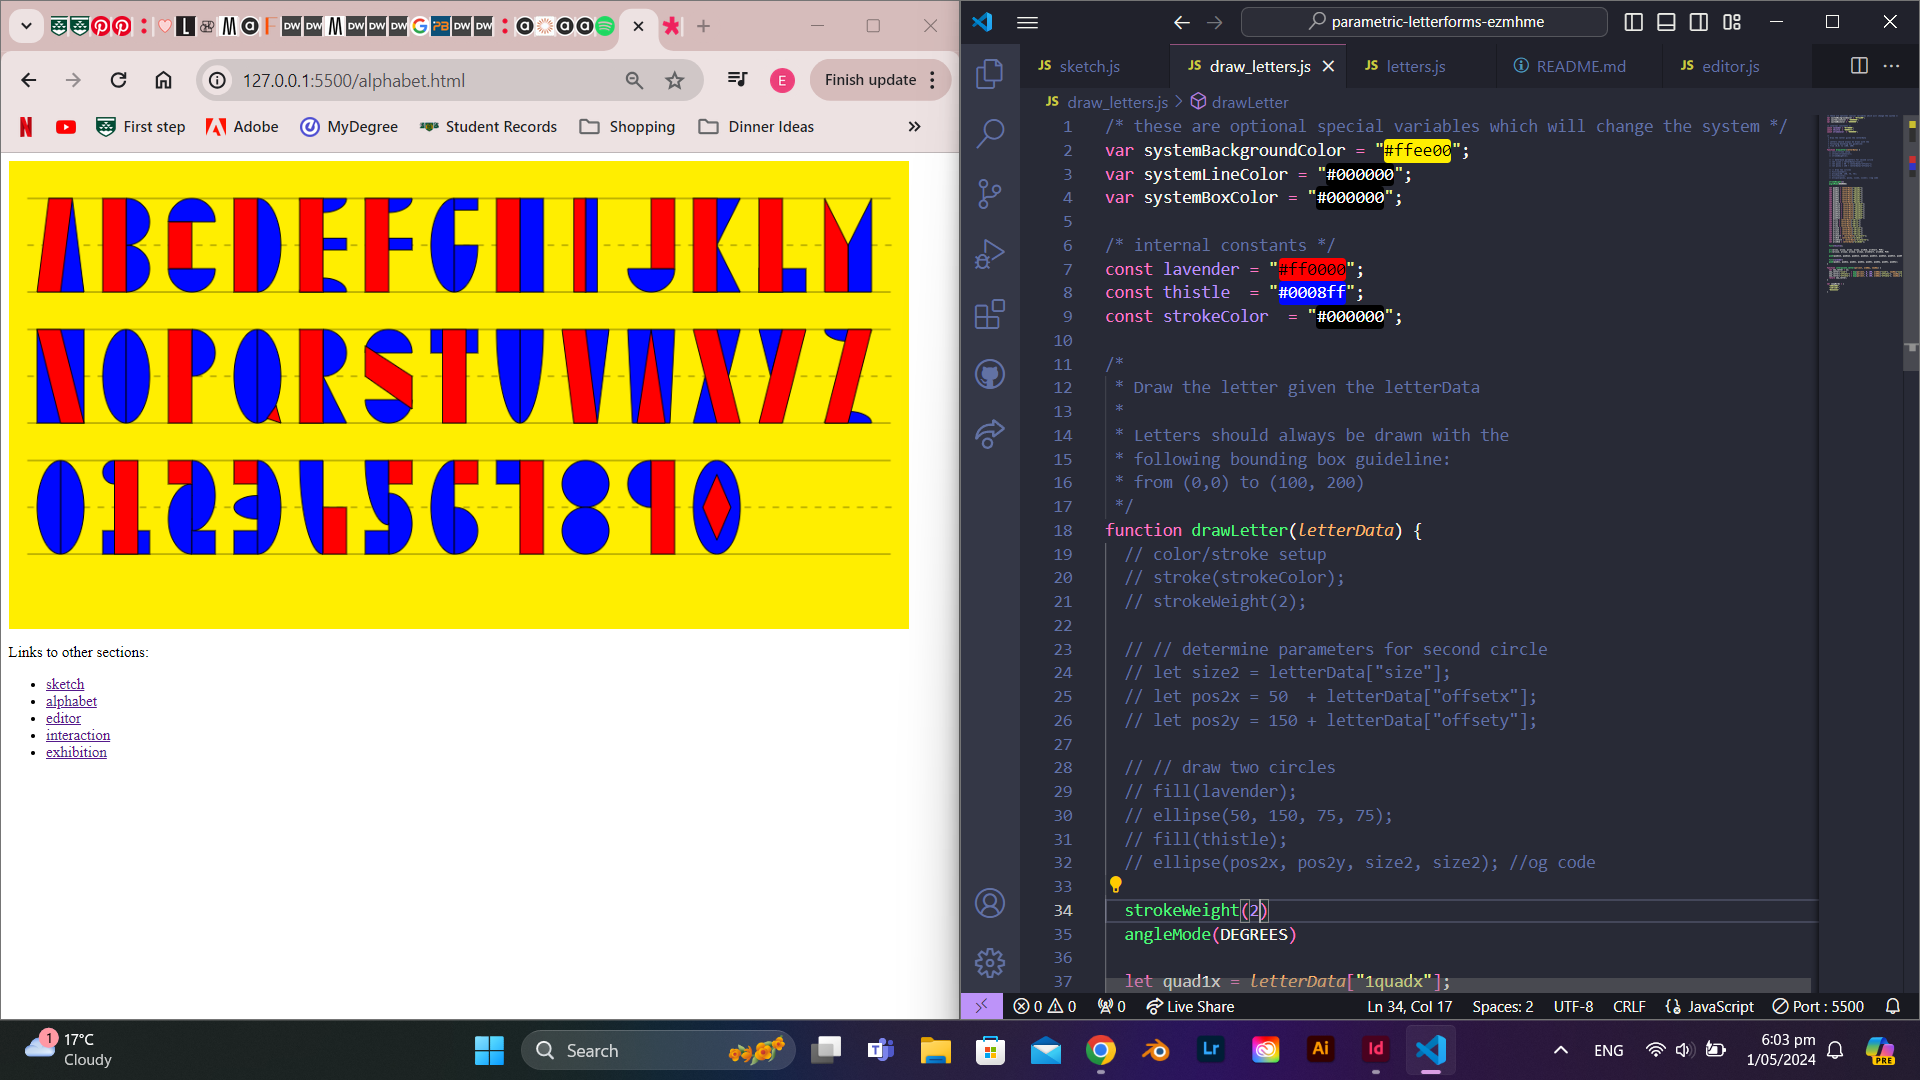 127.0.0.1:5500/alphabet.html
E
Finish update
First step
Adobe
MyDegree
Student Records
Shopping
Dinner Ideas
ABCDEFGHIJKLM
NOPQRSTUVWXYZ
01234567890
Links to other sections:
sketch
alphabet
editor
interaction
exhibition
parametric-letterforms-ezmhme
JS sketch.js
JS draw_letters.js
JS letters.js
README.md
JS editor.js
JS draw_letters.js > drawLetter
1 /* these are optional special variables which will change the system */
2 var systemBackgroundColor = "#ffee00";
3 var systemLineColor = "#000000";
4 var systemBoxColor = "#000000";
5
6 /* internal constants */
7 const lavender = "#ff0000";
8 const thistle  = "#0008ff";
9 const strokeColor  = "#000000";
10
11 /*
12 * Draw the letter given the letterData
13 *
14 * Letters should always be drawn with the
15 * following bounding box guideline:
16 * from (0,0) to (100, 200)
17 */
18 function drawLetter(letterData) {
19 // color/stroke setup
20 // stroke(strokeColor);
21 // strokeWeight(2);
22
23 // // determine parameters for second circle
24 // let size2 = letterData["size"];
25 // let pos2x = 50  + letterData["offsetx"];
26 // let pos2y = 150 + letterData["offsety"];
27
28 // // draw two circles
29 // fill(lavender);
30 // ellipse(50, 150, 75, 75);
31 // fill(thistle);
32 // ellipse(pos2x, pos2y, size2, size2); //og code
33
34 strokeWeight(2)
35 angleMode(DEGREES)
36
37 let quad1x = letterData["1quadx"];
0 0 0 Live Share
Ln 34, Col 17
Spaces: 2
UTF-8
CRLF
JavaScript
Port : 5500
1
17°C
Cloudy
Search
Lr
Ai
Id
ENG
6:03 pm
1/05/2024
PRE